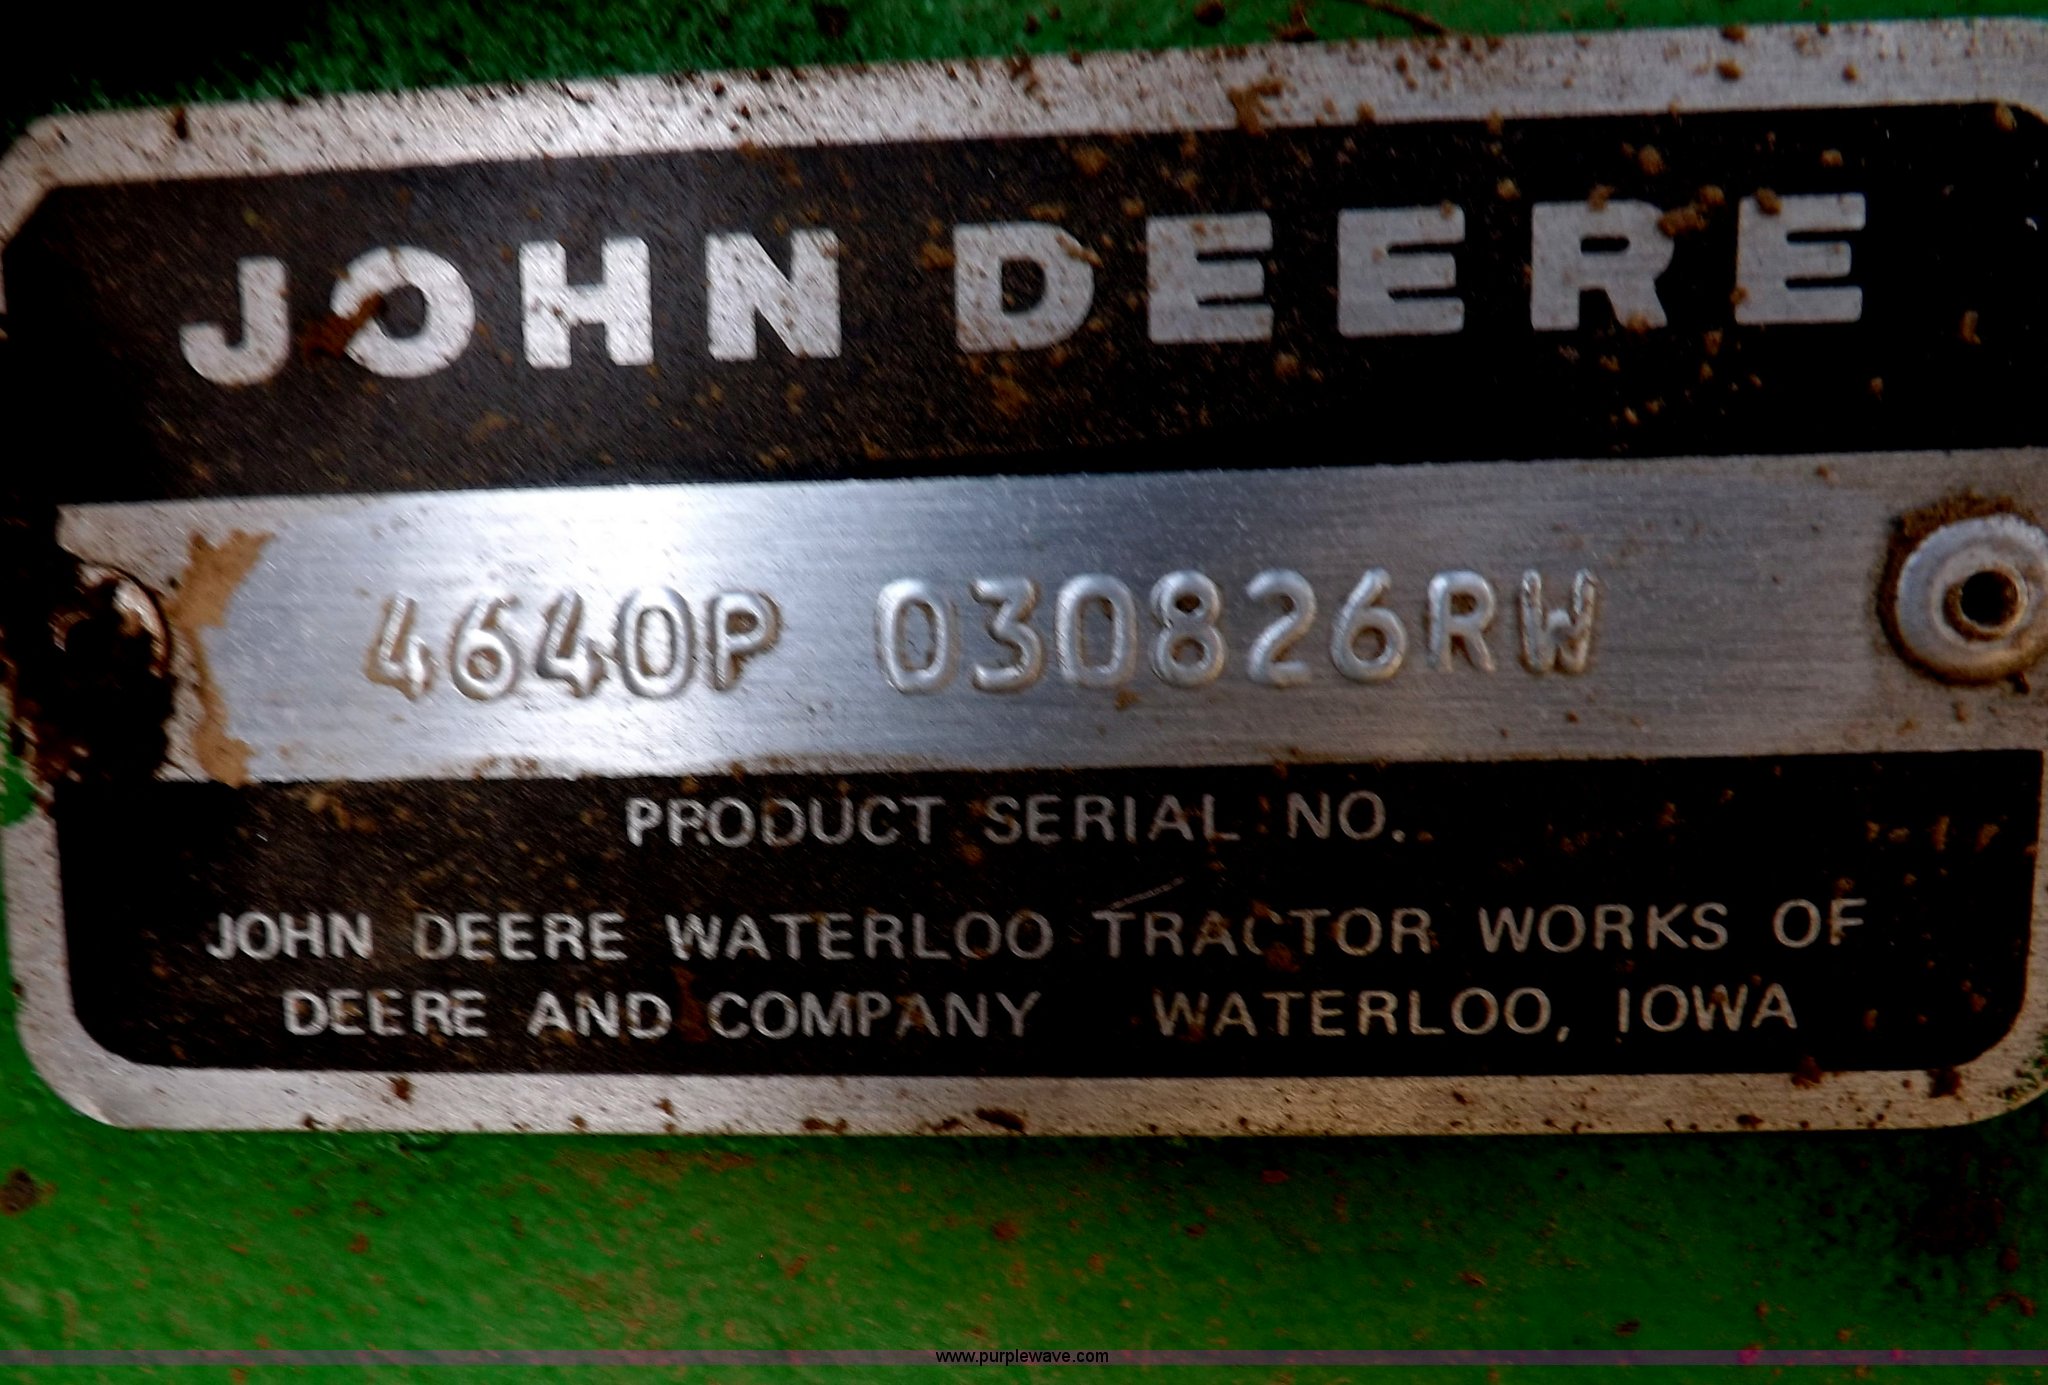 JOHN DEERE
4640P 030826RW
PRODUCT SERIAL NO.
JOHN DEERE WATERLOO TRACTOR WORKS OF
DEERE AND COMPANY WATERLOO, IOWA
www.purplewave.com